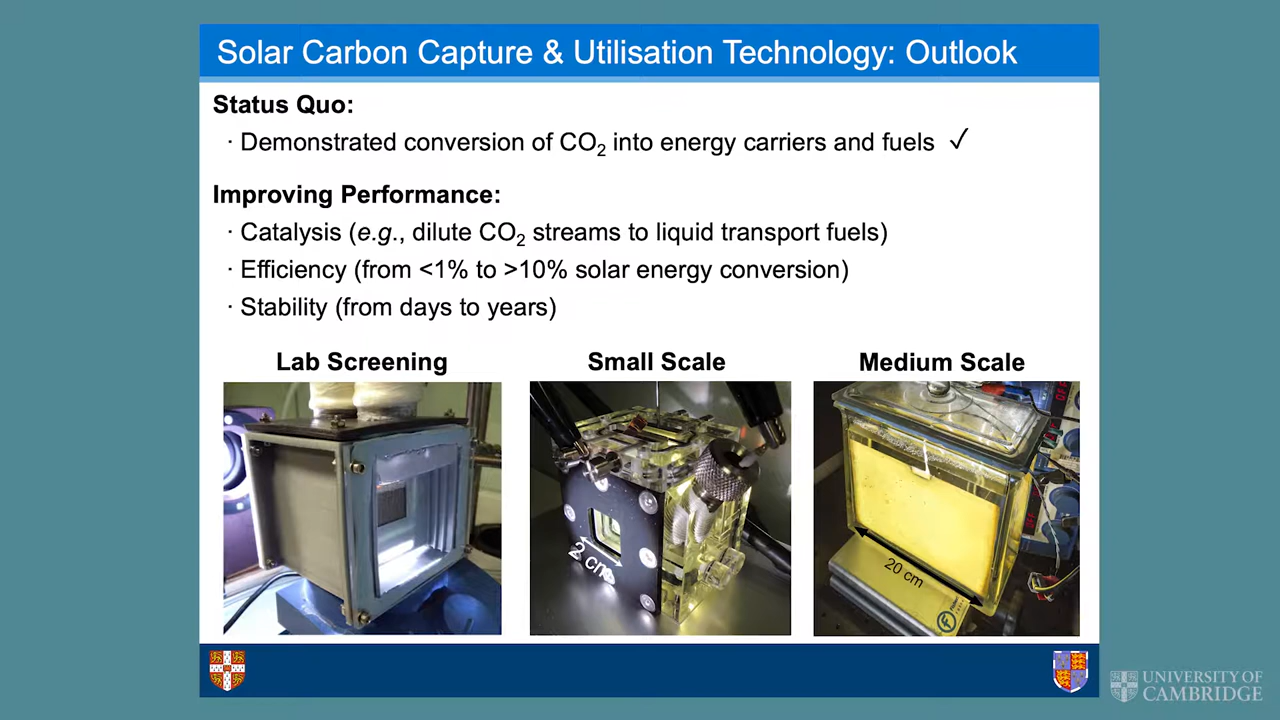 Solar Carbon Capture & Utilisation Technology: Outlook
Status Quo:
· Demonstrated conversion of CO₂ into energy carriers and fuels ✓
Improving Performance:
· Catalysis (e.g., dilute CO₂ streams to liquid transport fuels)
· Efficiency (from <1% to >10% solar energy conversion)
· Stability (from days to years)
Lab Screening
Small Scale
Medium Scale
2 cm
20 cm
UNIVERSITY OF
CAMBRIDGE